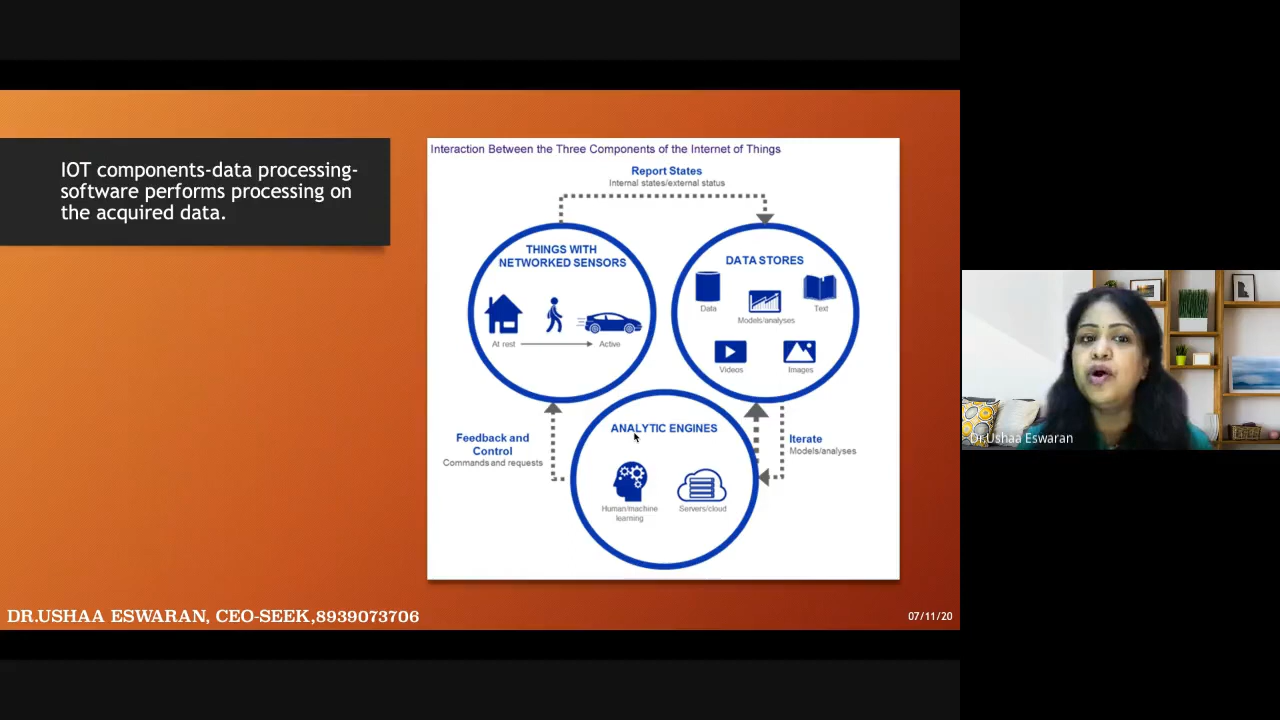 IOT components-data processing-
software performs processing on
the acquired data.
Interaction Between the Three Components of the Internet of Things
Report States
Internal states/external status
THINGS WITH
NETWORKED SENSORS
At rest
Active
DATA STORES
Data
Models/analyses
Text
Videos
Images
Feedback and
Control
Commands and requests
ANALYTIC ENGINES
Human/machine
learning
Servers/cloud
Iterate
Models/analyses
Dr.Ushaa Eswaran
DR.USHAA ESWARAN, CEO-SEEK,8939073706
07/11/20